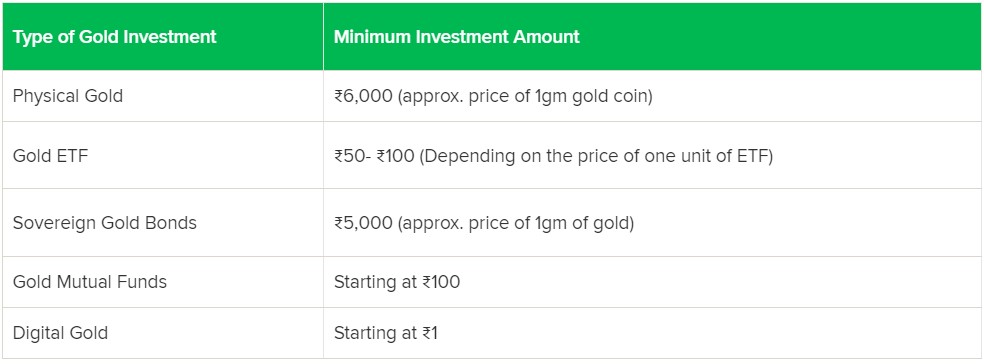 Type of Gold Investment Minimum Investment Amount
Physical Gold ₹6,000 (approx. price of 1gm gold coin)
Gold ETF ₹50- ₹100 (Depending on the price of one unit of ETF)
Sovereign Gold Bonds ₹5,000 (approx. price of 1gm of gold)
Gold Mutual Funds Starting at ₹100
Digital Gold Starting at ₹1